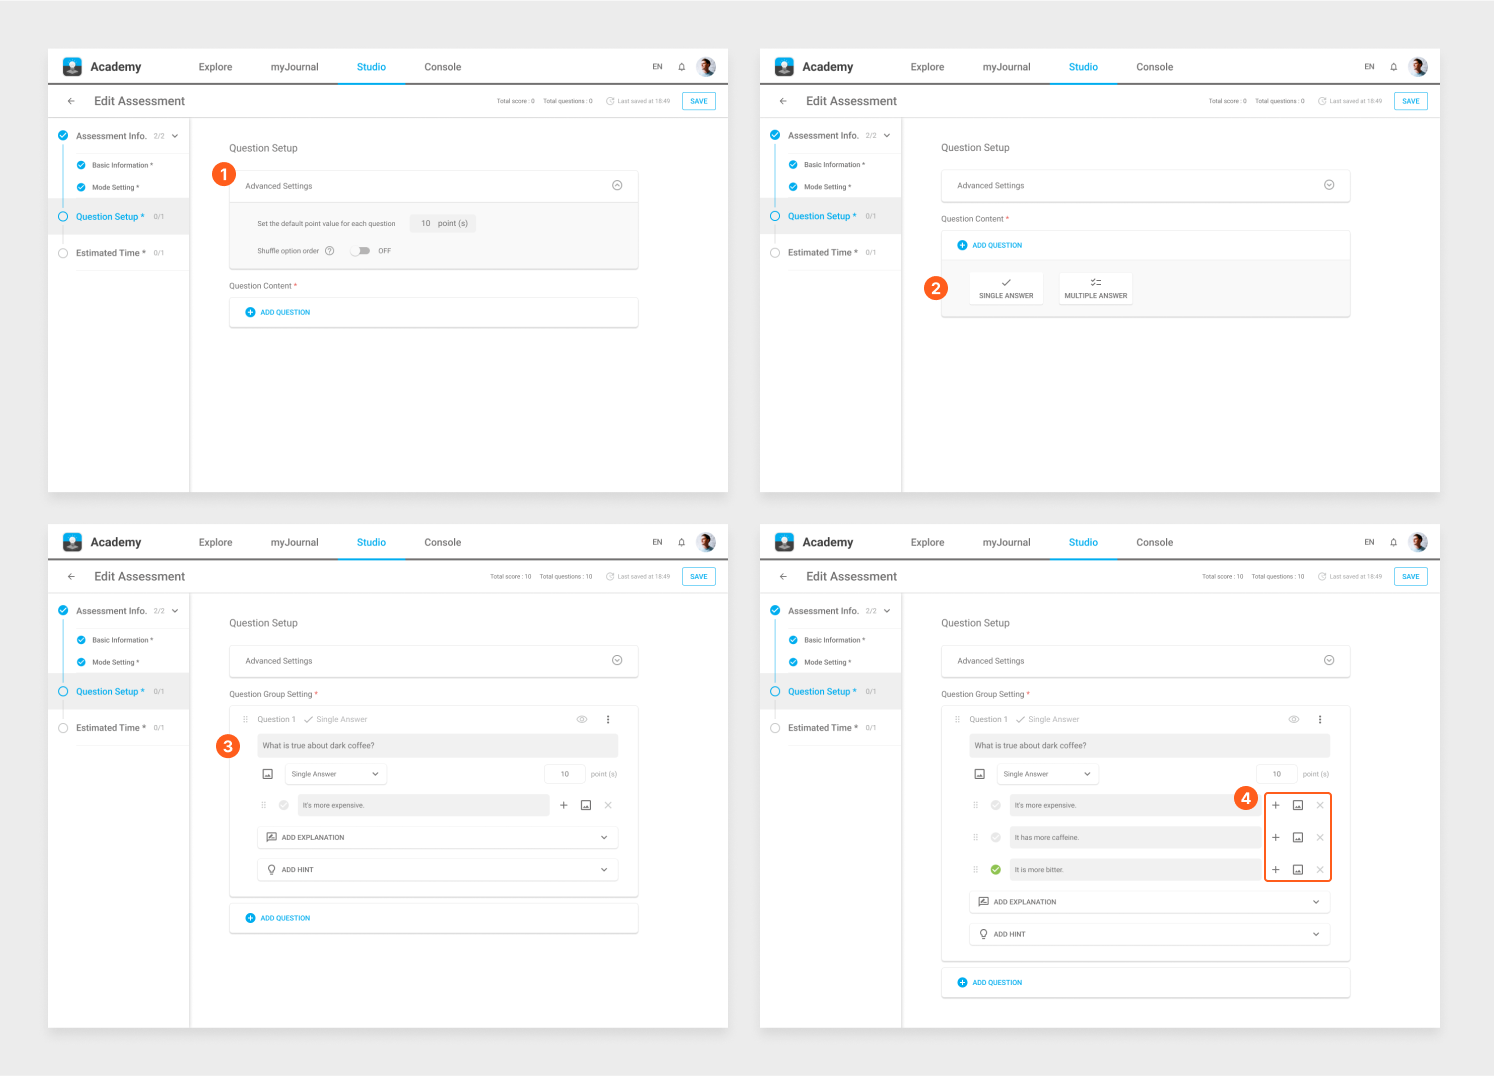 Academy Explore myJournal Studio Console EN
Edit Assessment Total score : 0 Total questions : 0 Last saved at 18:49 SAVE
Assessment Info. 2/2
Basic Information *
Mode Setting *
Question Setup * 0/1
Estimated Time * 0/1
Question Setup
1
Advanced Settings
Set the default point value for each question 10 point (s)
Shuffle option order OFF
Question Content *
ADD QUESTION
Academy Explore myJournal Studio Console EN
Edit Assessment Total score : 0 Total questions : 0 Last saved at 18:49 SAVE
Assessment Info. 2/2
Basic Information *
Mode Setting *
Question Setup * 0/1
Estimated Time * 0/1
Question Setup
Advanced Settings
Question Content *
ADD QUESTION
2
SINGLE ANSWER MULTIPLE ANSWER
Academy Explore myJournal Studio Console EN
Edit Assessment Total score : 10 Total questions : 10 Last saved at 18:49 SAVE
Assessment Info. 2/2
Basic Information *
Mode Setting *
Question Setup * 0/1
Estimated Time * 0/1
Question Setup
Advanced Settings
Question Group Setting *
Question 1 Single Answer
3
What is true about dark coffee?
Single Answer 10 point (s)
It's more expensive.
ADD EXPLANATION
ADD HINT
ADD QUESTION
Academy Explore myJournal Studio Console EN
Edit Assessment Total score : 10 Total questions : 10 Last saved at 18:49 SAVE
Assessment Info. 2/2
Basic Information *
Mode Setting *
Question Setup * 0/1
Estimated Time * 0/1
Question Setup
Advanced Settings
Question Group Setting *
Question 1 Single Answer
What is true about dark coffee?
Single Answer 10 point (s)
4
It's more expensive.
It has more caffeine.
It is more bitter.
ADD EXPLANATION
ADD HINT
ADD QUESTION